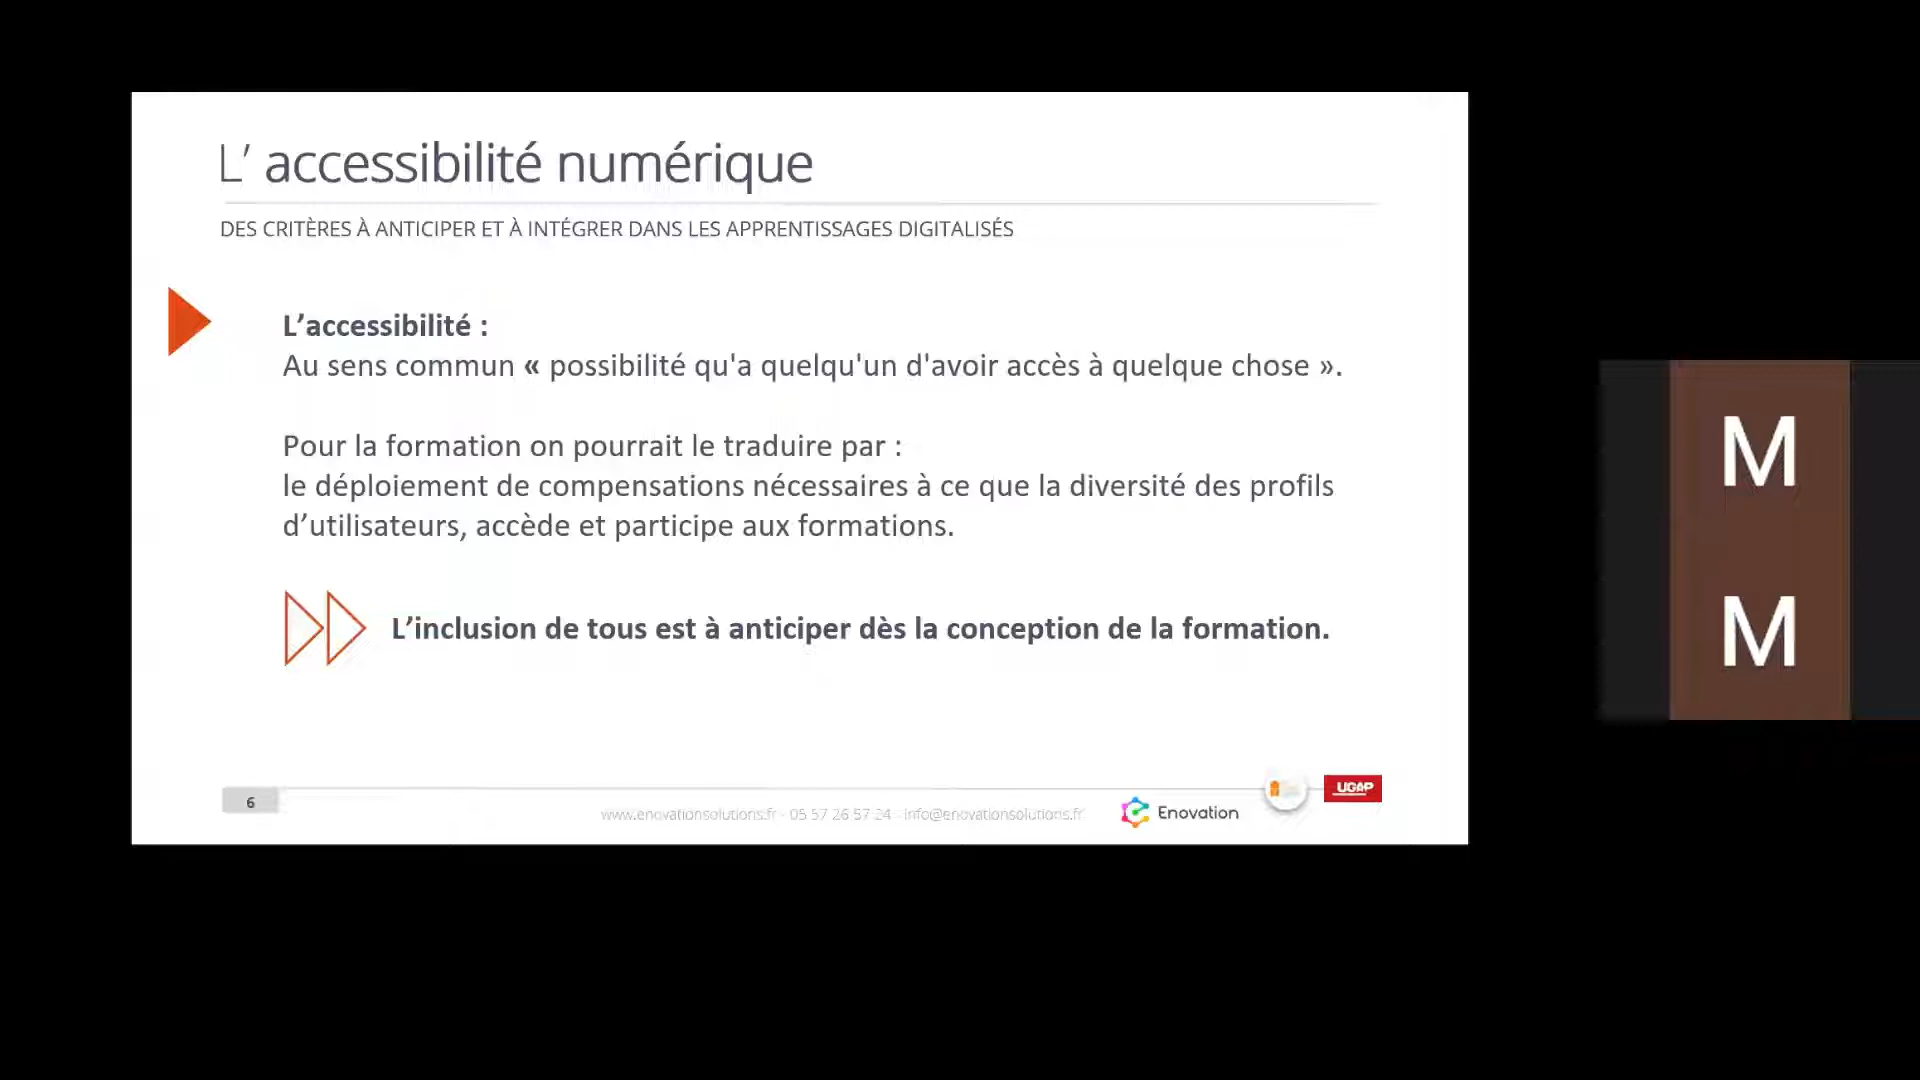 L’ accessibilité numérique
DES CRITÈRES À ANTICIPER ET À INTÉGRER DANS LES APPRENTISSAGES DIGITALISÉS
L’accessibilité :
Au sens commun « possibilité qu'a quelqu'un d'avoir accès à quelque chose ».
Pour la formation on pourrait le traduire par :
le déploiement de compensations nécessaires à ce que la diversité des profils
d’utilisateurs, accède et participe aux formations.
L’inclusion de tous est à anticiper dès la conception de la formation.
6
www.enovationsolutions.fr - 05 57 26 57 24 - info@enovationsolutions.fr
Enovation
UGAP
M
M